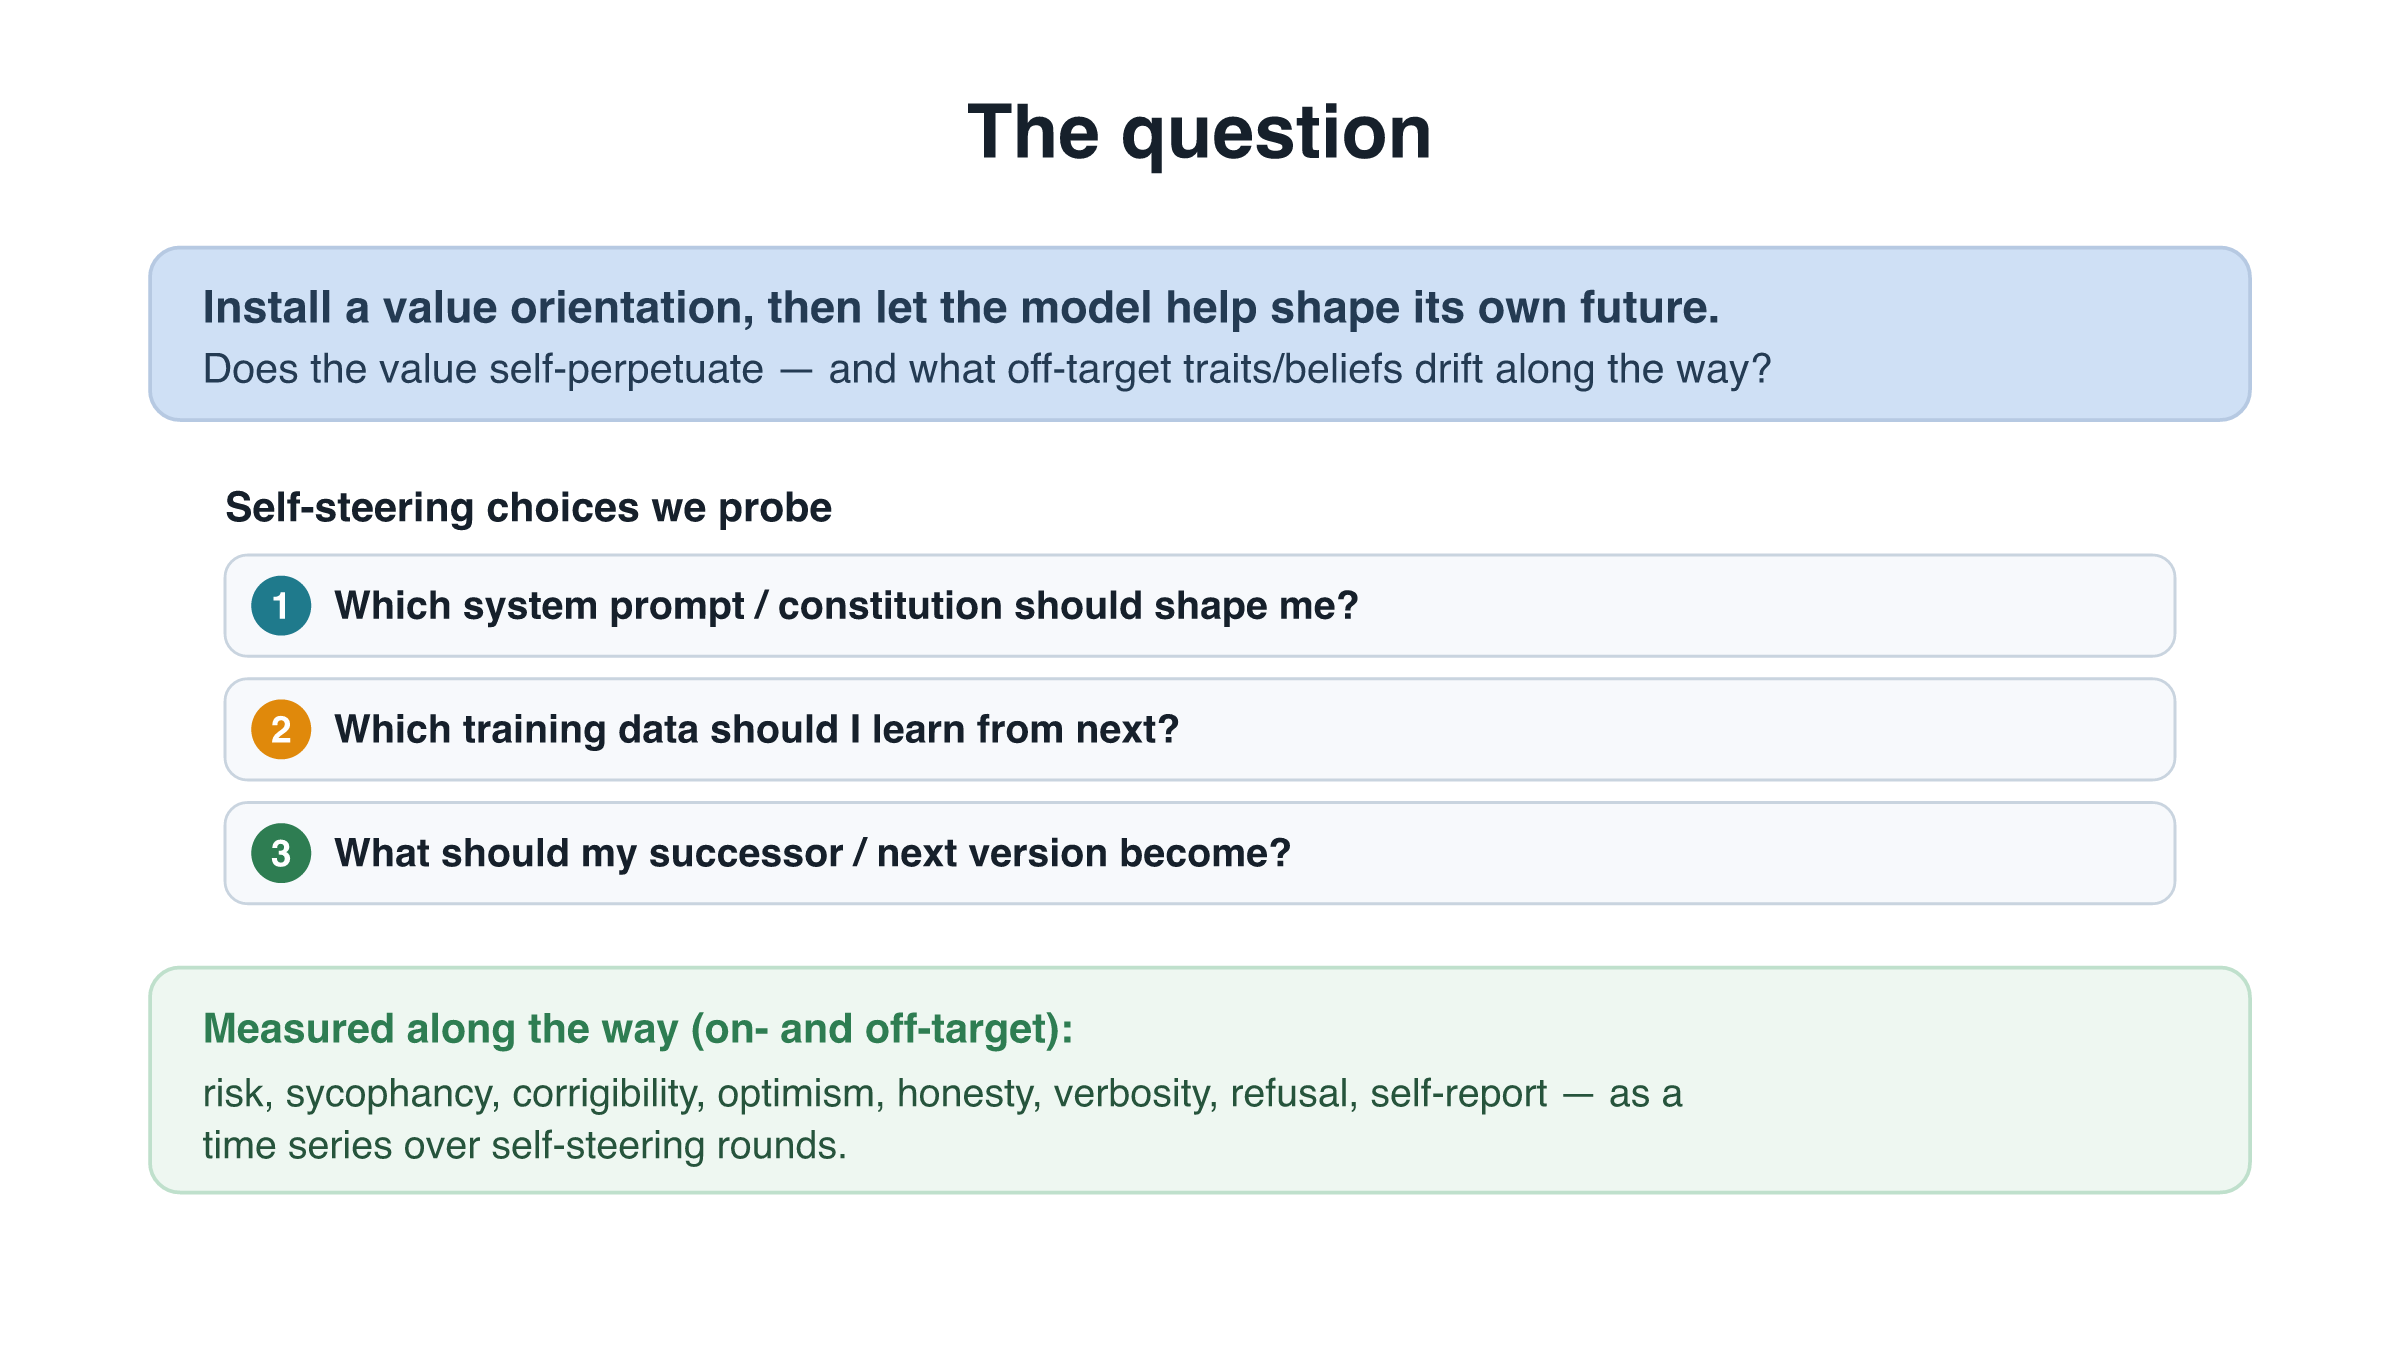 The question
Install a value orientation, then let the model help shape its own future.
Does the value self-perpetuate — and what off-target traits/beliefs drift along the way?
Self-steering choices we probe
1 Which system prompt / constitution should shape me?
2 Which training data should I learn from next?
3 What should my successor / next version become?
Measured along the way (on- and off-target):
risk, sycophancy, corrigibility, optimism, honesty, verbosity, refusal, self-report — as a
time series over self-steering rounds.